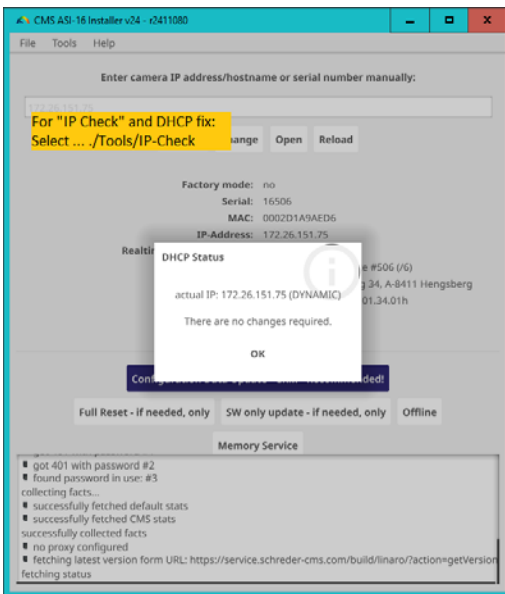 CMS ASI-16 Installer v24 - r2411080
File Tools Help
Enter camera IP address/hostname or serial number manually:
172.26.151.75
For "IP Check" and DHCP fix:
Select ... ./Tools/IP-Check
ange Open Reload
Factory mode: no
Serial: 16506
MAC: 0002D1A9AED6
IP-Address: 172.26.151.75
Realti
DHCP Status
e #506 (/6)
actual IP: 172.26.151.75 (DYNAMIC)
g 34, A-8411 Hengsberg
01.34.01h
There are no changes required.
OK
ded!
Full Reset - if needed, only SW only update - if needed, only Offline
Memory Service
got 401 with password #2
found password in use: #3
collecting facts...
successfully fetched default stats
successfully fetched CMS stats
successfully collected facts
no proxy configured
fetching latest version form URL: https://service.schreder-cms.com/build/linaro/?action=getVersion
fetching status